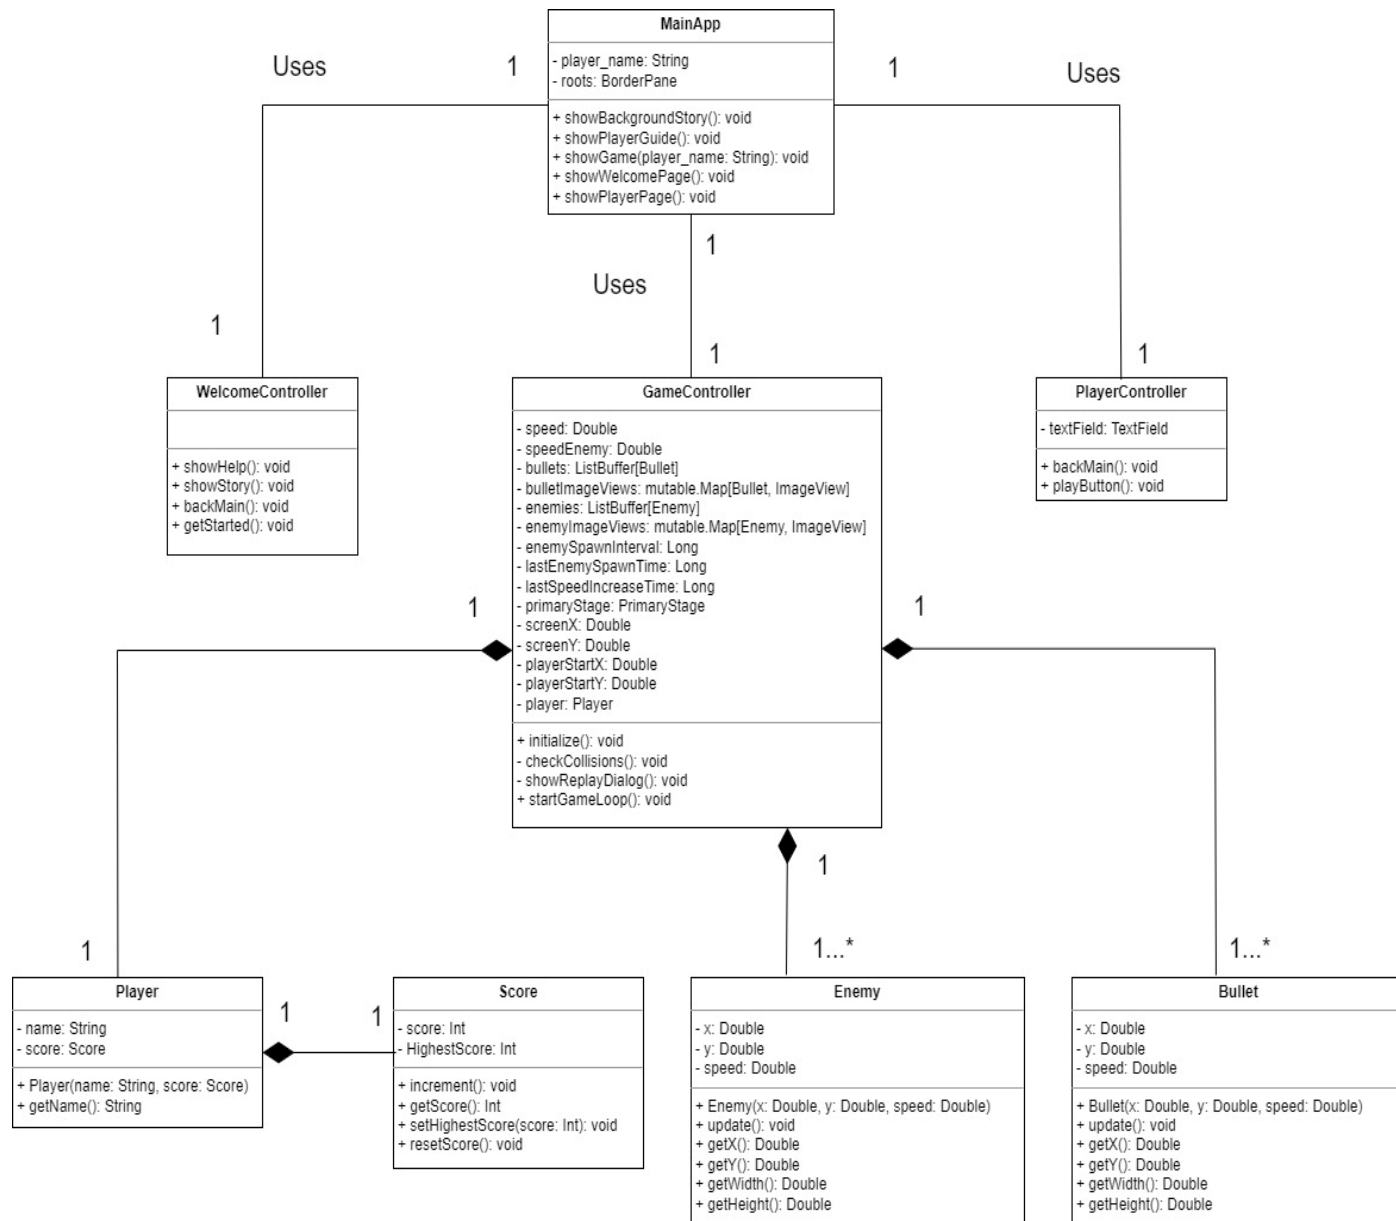 MainApp
- player_name: String
- roots: BorderPane
+ showBackgroundStory(): void
+ showPlayerGuide(): void
+ showGame(player_name: String): void
+ showWelcomePage(): void
+ showPlayerPage(): void
Uses
1
1
Uses
1
Uses
1
1
1
WelcomeController
+ showHelp(): void
+ showStory(): void
+ backMain(): void
+ getStarted(): void
GameController
- speed: Double
- speedEnemy: Double
- bullets: ListBuffer[Bullet]
- bulletImageViews: mutable.Map[Bullet, ImageView]
- enemies: ListBuffer[Enemy]
- enemyImageViews: mutable.Map[Enemy, ImageView]
- enemySpawnInterval: Long
- lastEnemySpawnTime: Long
- lastSpeedIncreaseTime: Long
- primaryStage: PrimaryStage
- screenX: Double
- screenY: Double
- playerStartX: Double
- playerStartY: Double
- player: Player
+ initialize(): void
- checkCollisions(): void
- showReplayDialog(): void
+ startGameLoop(): void
PlayerController
- textField: TextField
+ backMain(): void
+ playButton(): void
1
1
1
1
1...*
1...*
Player
- name: String
- score: Score
+ Player(name: String, score: Score)
+ getName(): String
1
1
Score
- score: Int
- HighestScore: Int
+ increment(): void
+ getScore(): Int
+ setHighestScore(score: Int): void
+ resetScore(): void
Enemy
- x: Double
- y: Double
- speed: Double
+ Enemy(x: Double, y: Double, speed: Double)
+ update(): void
+ getX(): Double
+ getY(): Double
+ getWidth(): Double
+ getHeight(): Double
Bullet
- x: Double
- y: Double
- speed: Double
+ Bullet(x: Double, y: Double, speed: Double)
+ update(): void
+ getX(): Double
+ getY(): Double
+ getWidth(): Double
+ getHeight(): Double